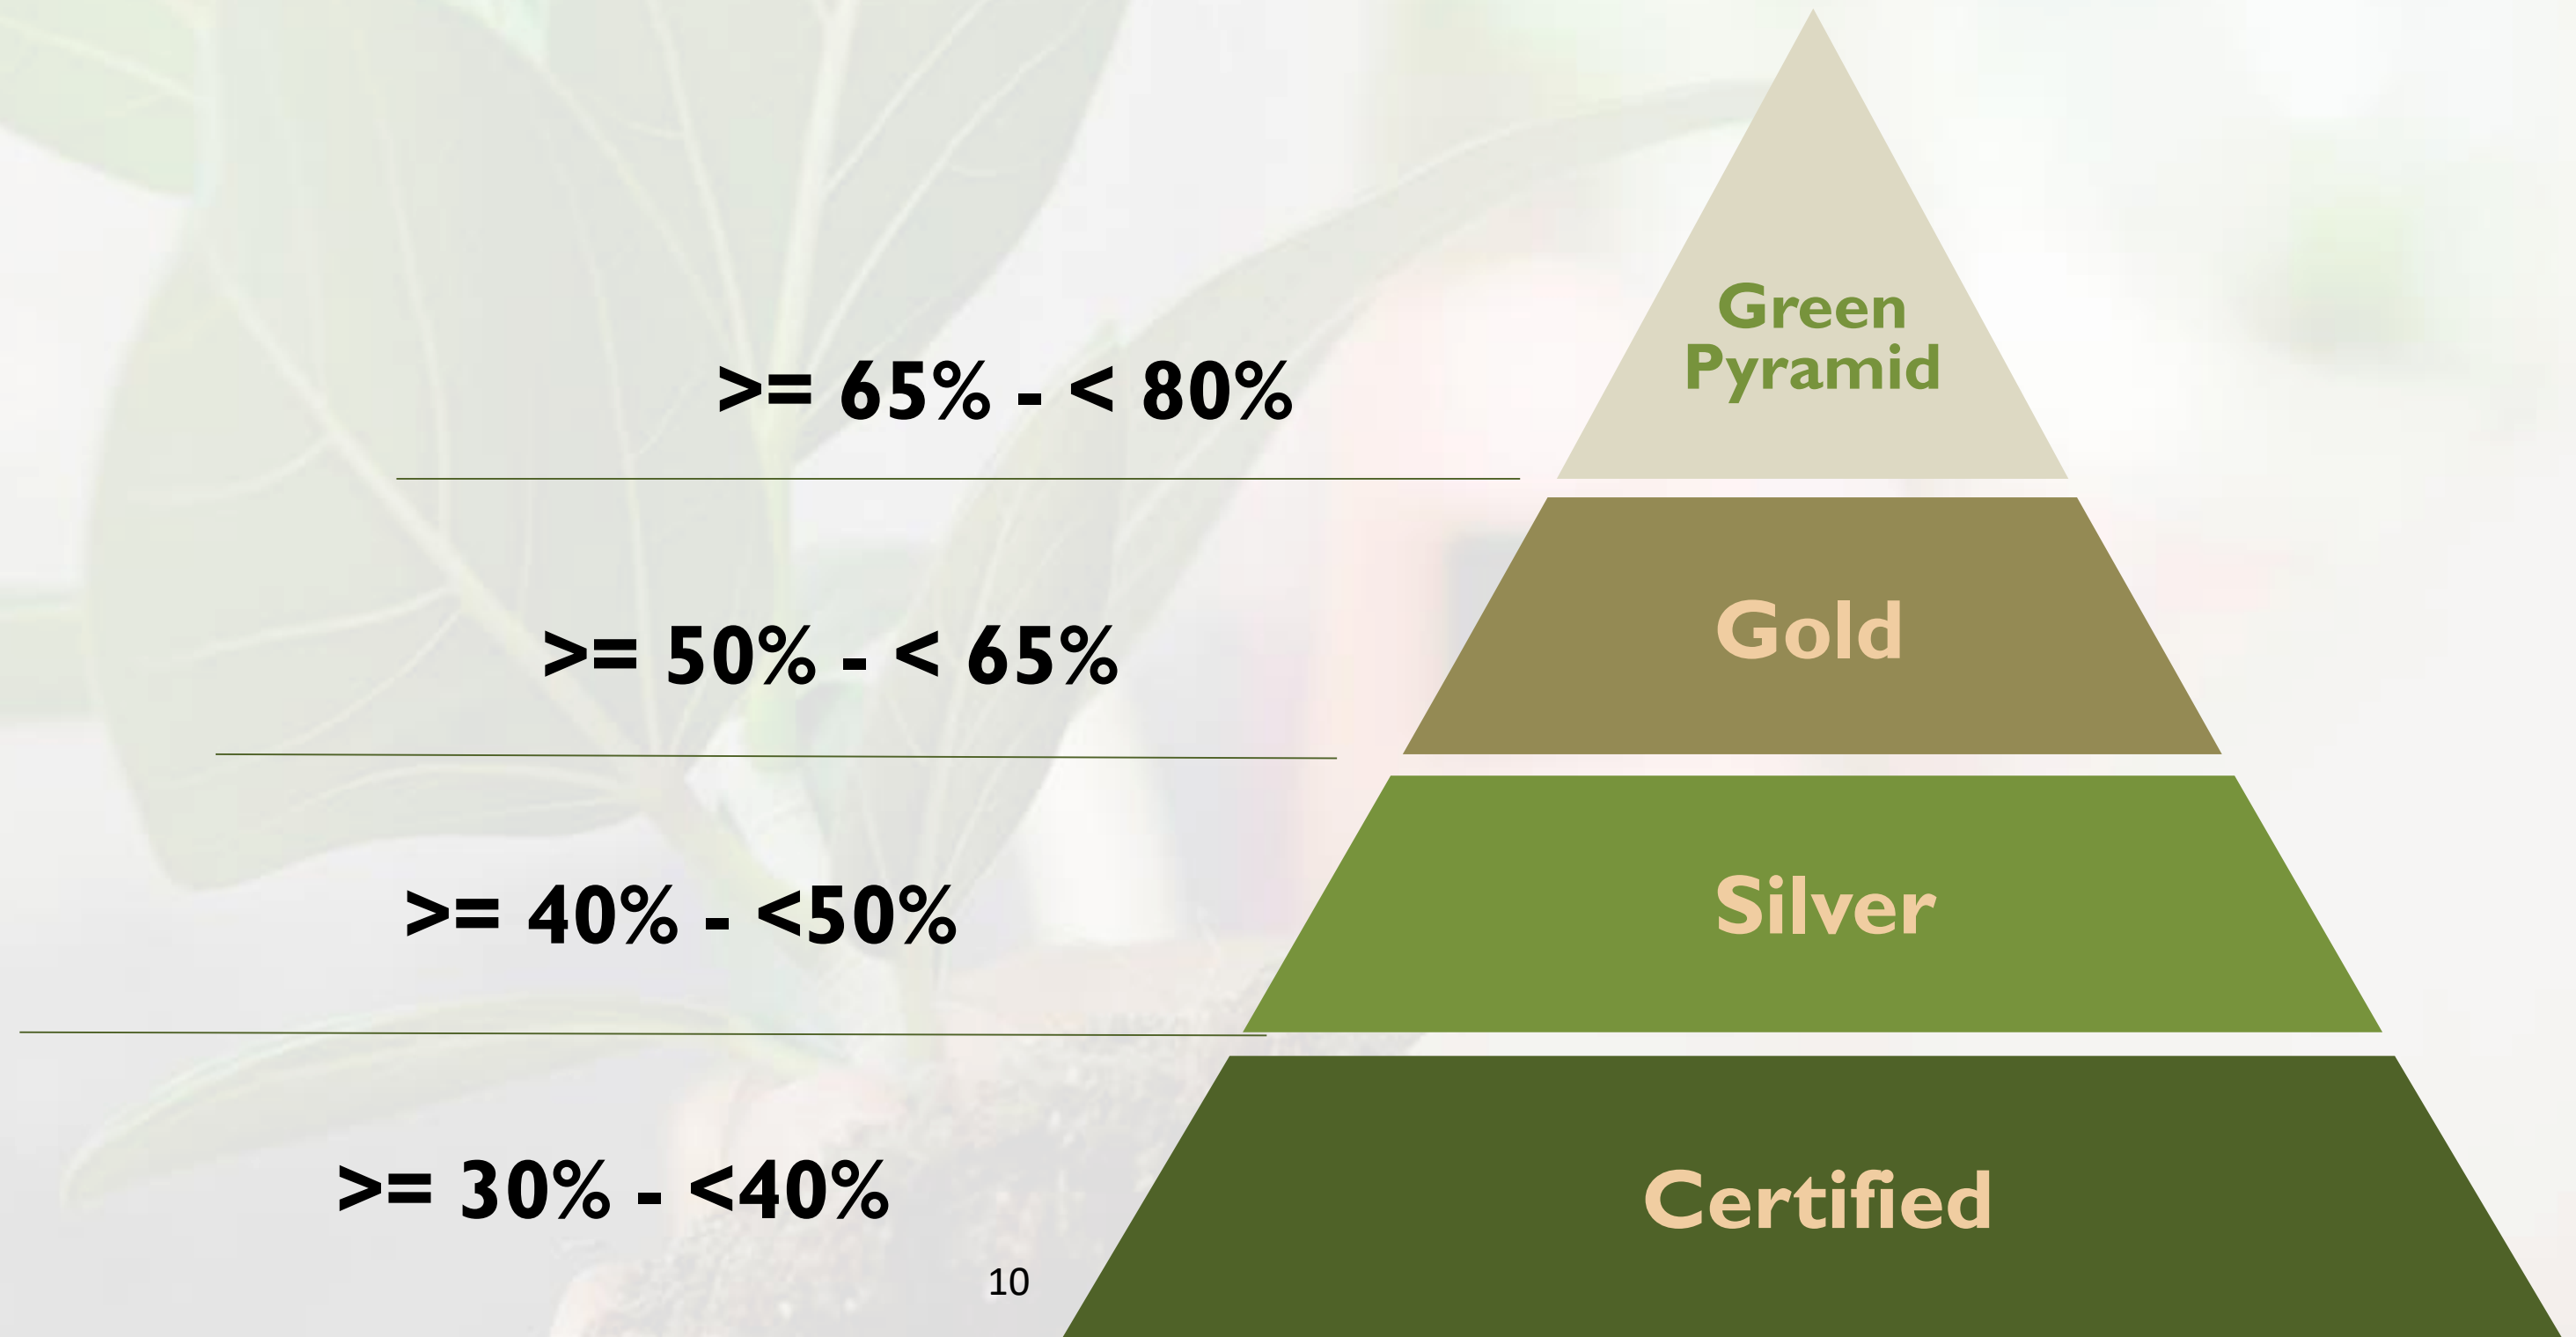 Green
Pyramid
>= 65% - < 80%
Gold
>= 50% - < 65%
Silver
>= 40% - <50%
Certified
>= 30% - <40%
10